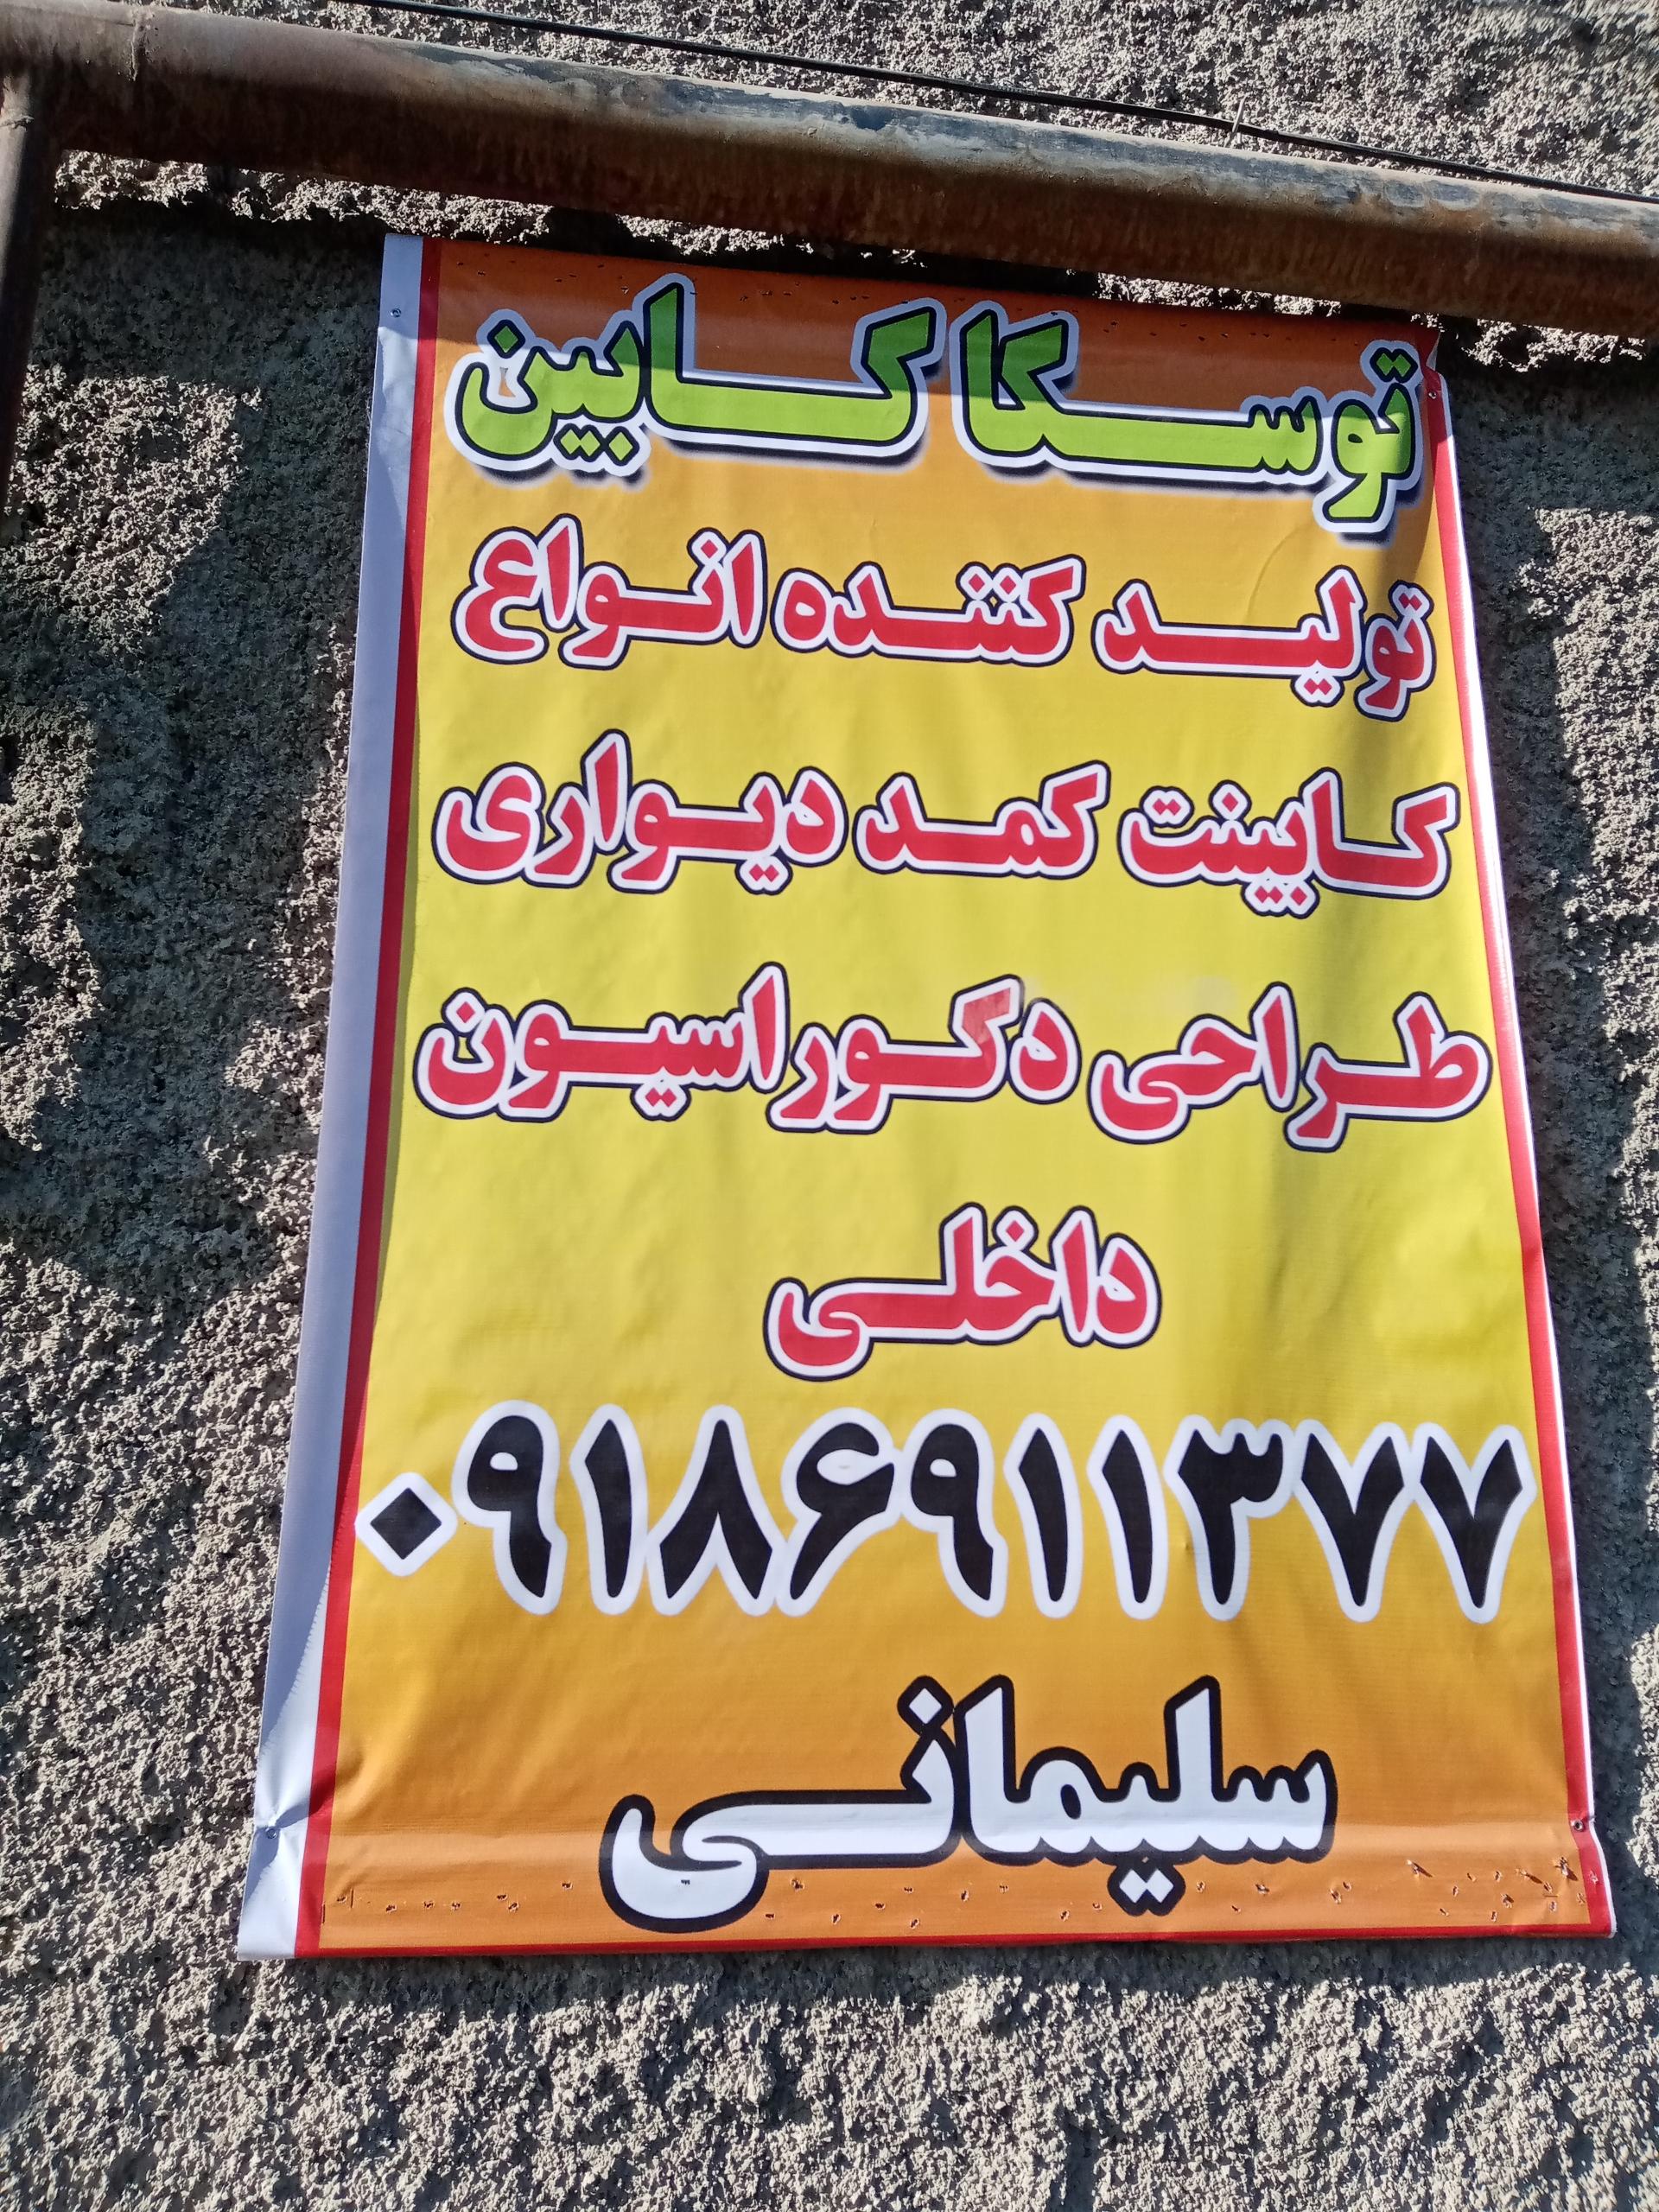 توسکا کابین
تولید کننده انواع
کابینت کمد دیواری
طراحی دکوراسیون
داخلی
۰۹۱۸۶۹۱۱۳۷۷
سلیمانی